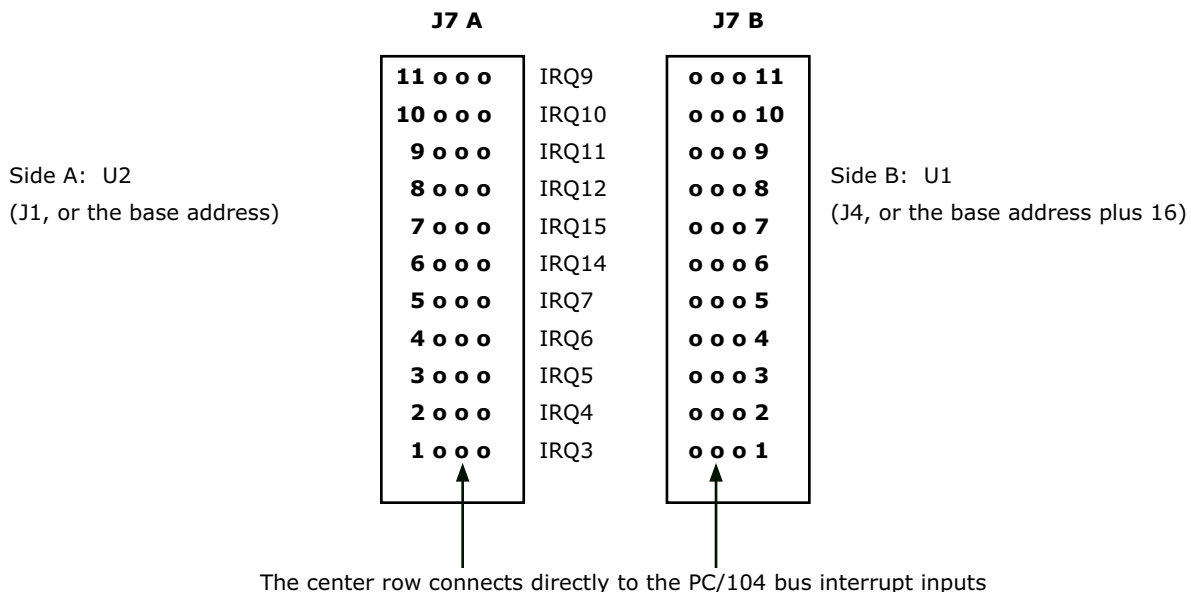 J7 A J7 B
11 o o o IRQ9 o o o 11
10 o o o IRQ10 o o o 10
9 o o o IRQ11 o o o 9
Side A: U2 Side B: U1
8 o o o IRQ12 o o o 8
(J1, or the base address) (J4, or the base address plus 16)
7 o o o IRQ15 o o o 7
6 o o o IRQ14 o o o 6
5 o o o IRQ7 o o o 5
4 o o o IRQ6 o o o 4
3 o o o IRQ5 o o o 3
2 o o o IRQ4 o o o 2
1 o o o IRQ3 o o o 1
The center row connects directly to the PC/104 bus interrupt inputs